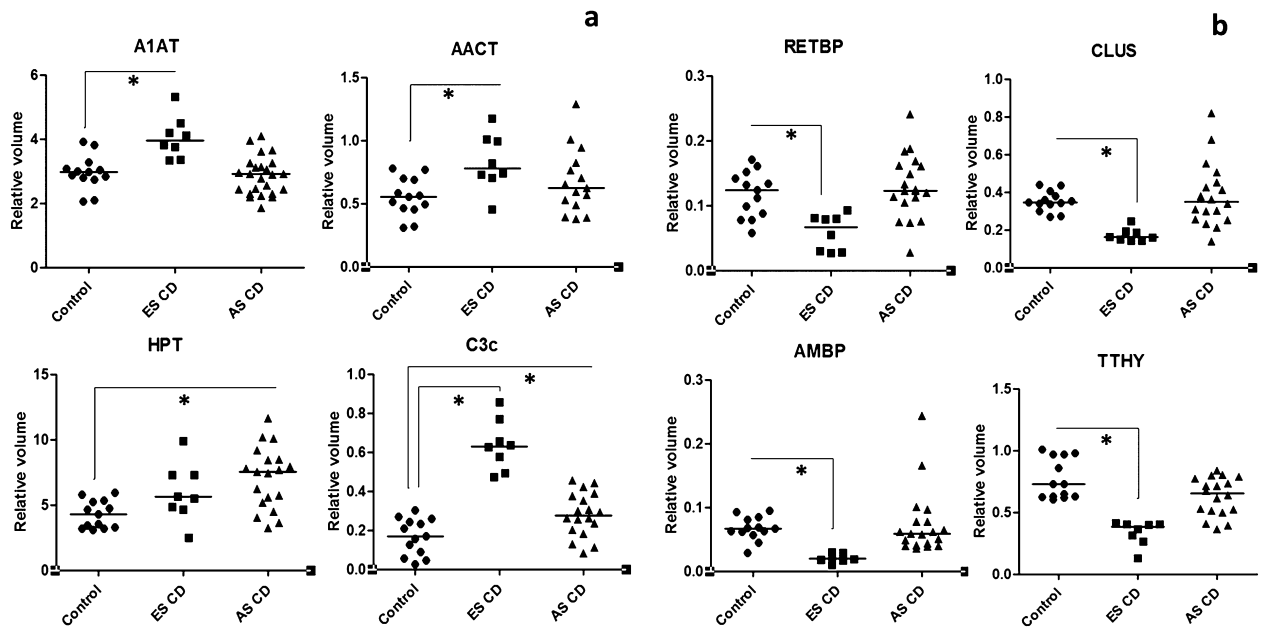 a
b
A1AT
Relative volume
6
4
2
0
*
Control
ES CD
AS CD
AACT
Relative volume
1.5
1.0
0.5
0.0
*
Control
ES CD
AS CD
RETBP
Relative volume
0.3
0.2
0.1
0.0
*
Control
ES CD
AS CD
CLUS
Relative volume
1.0
0.8
0.6
0.4
0.2
0.0
*
Control
ES CD
AS CD
HPT
Relative volume
15
10
5
0
*
Control
ES CD
AS CD
C3c
Relative volume
1.0
0.8
0.6
0.4
0.2
0.0
*
*
Control
ES CD
AS CD
AMBP
Relative volume
0.3
0.2
0.1
0.0
*
Control
ES CD
AS CD
TTHY
Relative volume
1.5
1.0
0.5
0.0
*
Control
ES CD
AS CD